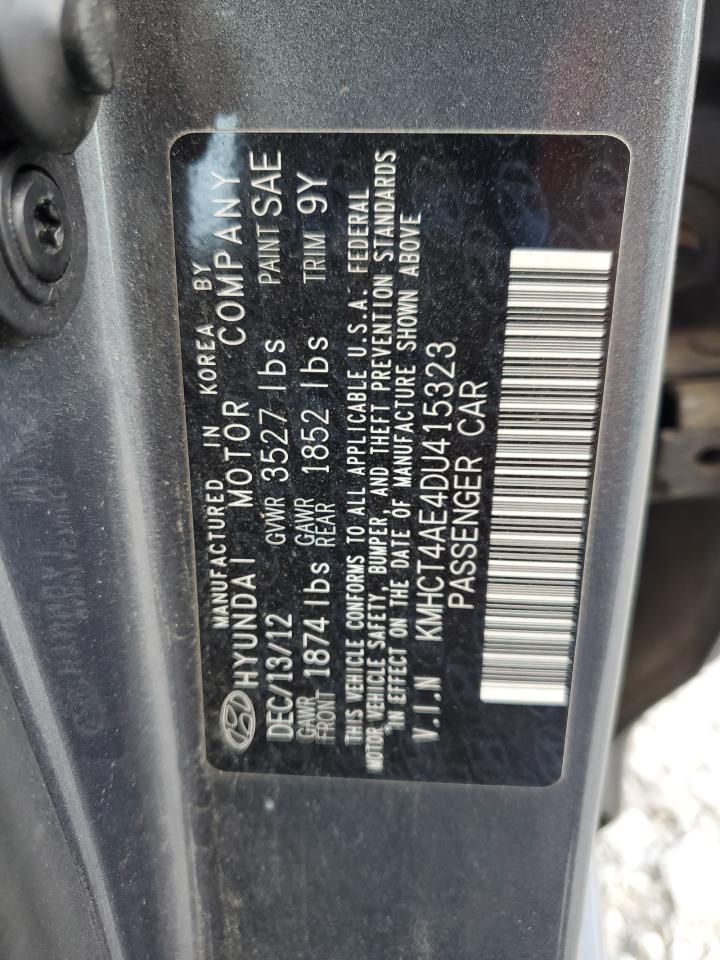 MANUFACTURED IN KOREA BY
HYUNDAI MOTOR COMPANY
DEC/13/12 GVWR 3527 lbs PAINT SAE
GAWR FRONT 1874 lbs GAWR REAR 1852 lbs TRIM 9Y
THIS VEHICLE CONFORMS TO ALL APPLICABLE U.S.A. FEDERAL
MOTOR VEHICLE SAFETY, BUMPER, AND THEFT PREVENTION STANDARDS
IN EFFECT ON THE DATE OF MANUFACTURE SHOWN ABOVE
V.I.N KMHCT4AE4DU415323
PASSENGER CAR